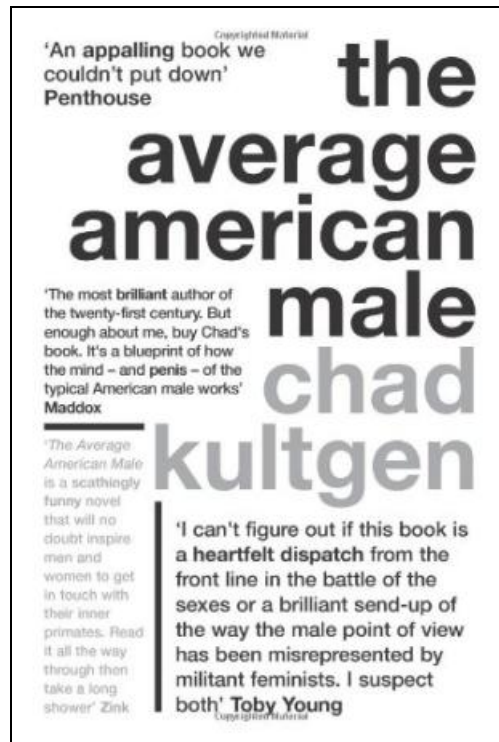 Copyrighted Material
'An appalling book we
couldn't put down'
Penthouse
the
average
american
male
chad
kultgen
'The most brilliant author of
the twenty-first century. But
enough about me, buy Chad's
book. It's a blueprint of how
the mind – and penis – of the
typical American male works'
Maddox
'The Average
American Male
is a scathingly
funny novel
that will no
doubt inspire
men and
women to get
in touch with
their inner
primates. Read
it all the way
through then
take a long
shower' Zink
'I can't figure out if this book is
a heartfelt dispatch from the
front line in the battle of the
sexes or a brilliant send-up of
the way the male point of view
has been misrepresented by
militant feminists. I suspect
both' Toby Young
Copyrighted Material